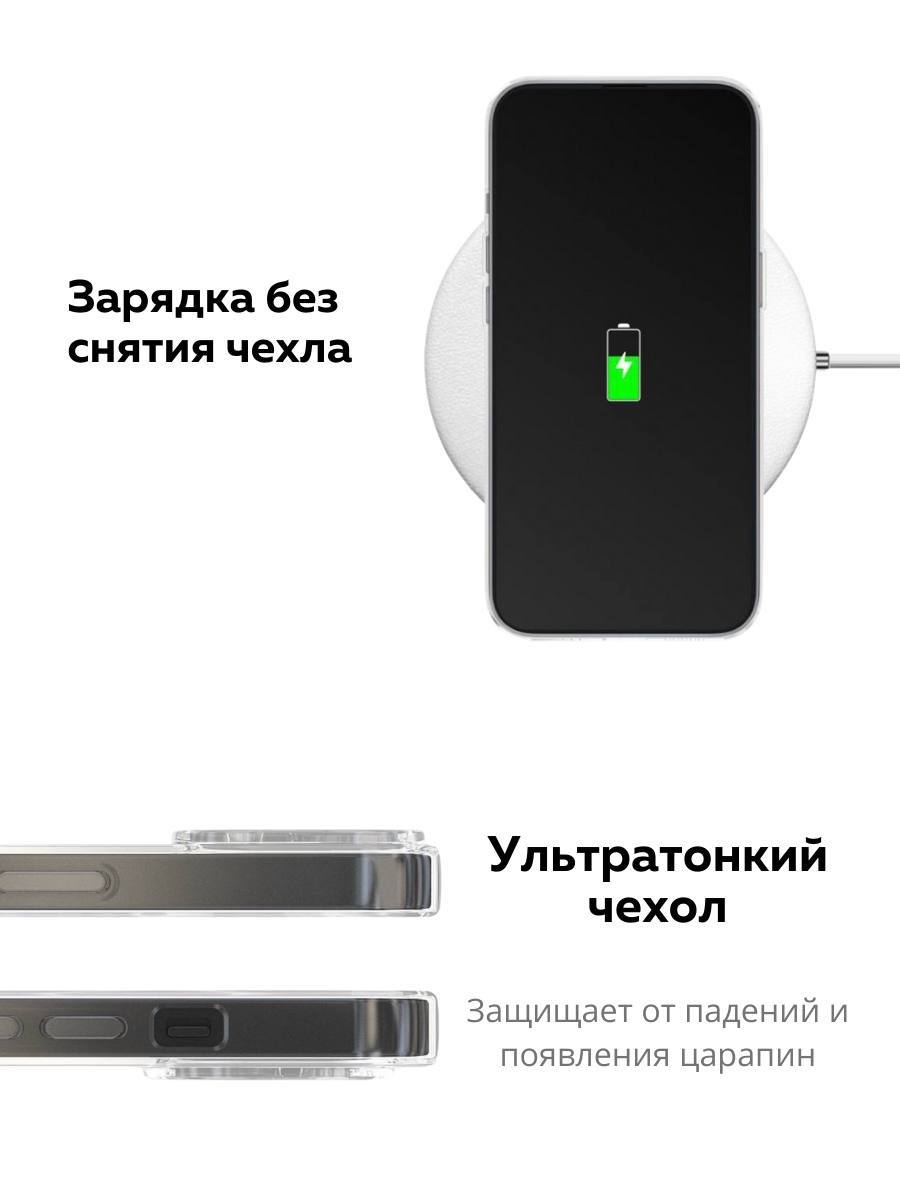 Зарядка без
снятия чехла
Ультратонкий
чехол
Защищает от падений и
появления царапин